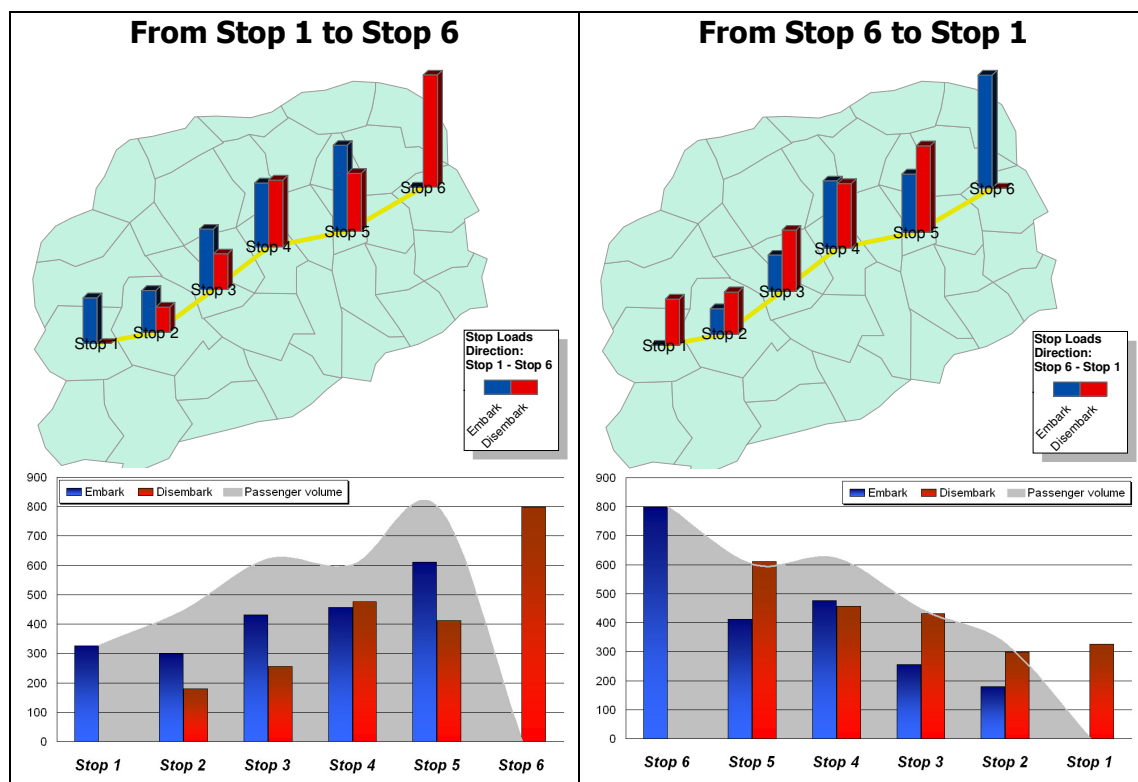 From Stop 1 to Stop 6
Stop 6
Stop 5
Stop 4
Stop 3
Stop 2
Stop 1
Stop Loads
Direction:
Stop 1 - Stop 6
Embark
Disembark
900
800
700
600
500
400
300
200
100
0
Embark Disembark Passenger volume
Stop 1 Stop 2 Stop 3 Stop 4 Stop 5 Stop 6
From Stop 6 to Stop 1
Stop 6
Stop 5
Stop 4
Stop 3
Stop 2
Stop 1
Stop Loads
Direction:
Stop 6 - Stop 1
Embark
Disembark
900
800
700
600
500
400
300
200
100
0
Embark Disembark Passenger volume
Stop 6 Stop 5 Stop 4 Stop 3 Stop 2 Stop 1